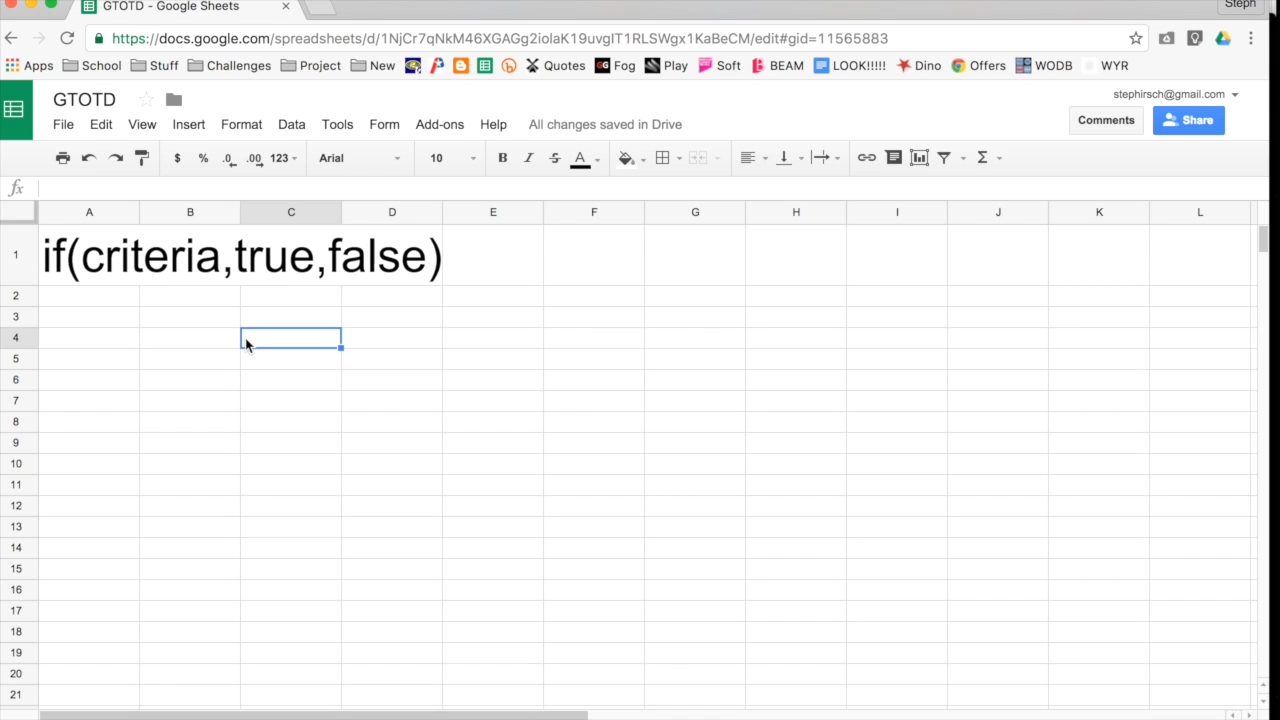 GTOTD - Google Sheets × Steph
https://docs.google.com/spreadsheets/d/1NjCr7qNkM46XGAGg2iolaK19uvglT1RLSWgx1KaBeCM/edit#gid=11565883
Apps School Stuff Challenges Project New Quotes GG Fog Play Soft BEAM LOOK!!!!! Dino Offers WODB WYR
GTOTD stephirsch@gmail.com
File Edit View Insert Format Data Tools Form Add-ons Help All changes saved in Drive Comments Share
$ % .0 .00 123 Arial 10 B I S A Σ
fx
A B C D E F G H I J K L
1 if(criteria,true,false)
2
3
4
5
6
7
8
9
10
11
12
13
14
15
16
17
18
19
20
21